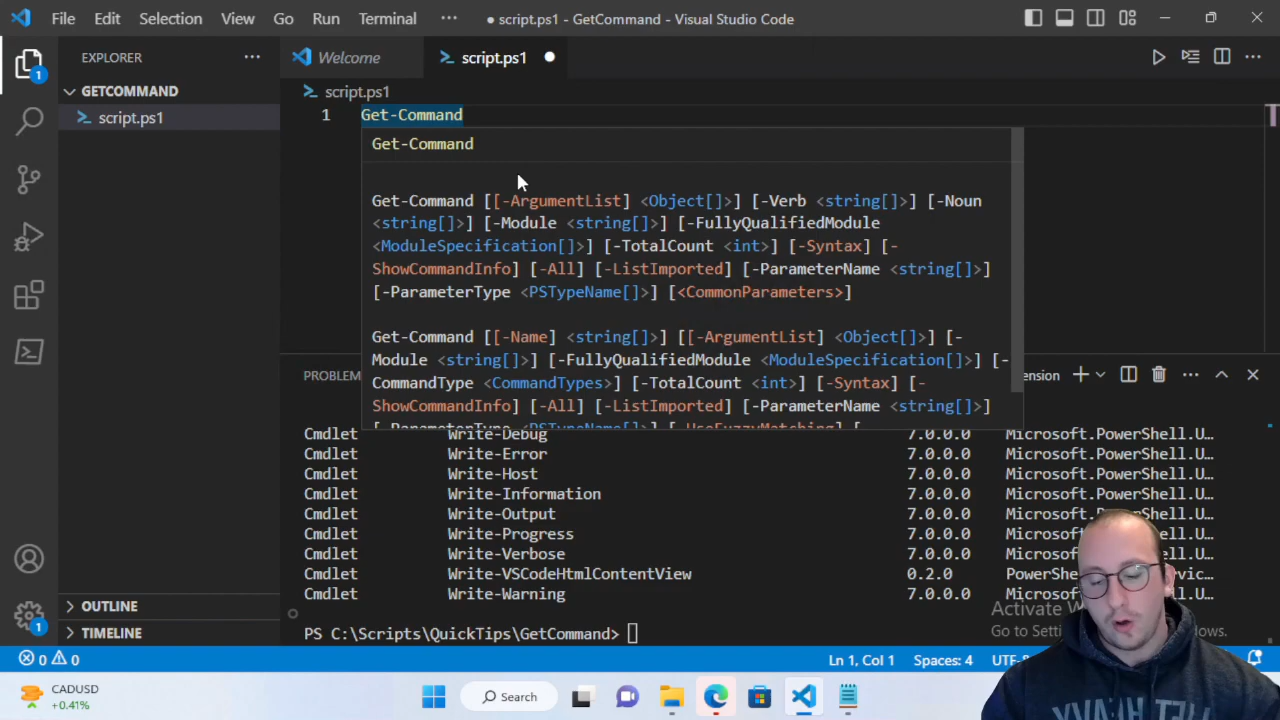 File Edit Selection View Go Run Terminal ··· ● script.ps1 - GetCommand - Visual Studio Code
EXPLORER ···
Welcome script.ps1
GETCOMMAND
script.ps1
script.ps1
1 Get-Command
Get-Command
Get-Command [[-ArgumentList] <Object[]>] [-Verb <string[]>] [-Noun
<string[]>] [-Module <string[]>] [-FullyQualifiedModule
<ModuleSpecification[]>] [-TotalCount <int>] [-Syntax] [-
ShowCommandInfo] [-All] [-ListImported] [-ParameterName <string[]>]
[-ParameterType <PSTypeName[]>] [<CommonParameters>]
Get-Command [[-Name] <string[]>] [[-ArgumentList] <Object[]>] [-
Module <string[]>] [-FullyQualifiedModule <ModuleSpecification[]>] [-
CommandType <CommandTypes>] [-TotalCount <int>] [-Syntax] [-
ShowCommandInfo] [-All] [-ListImported] [-ParameterName <string[]>]
[-ParameterType <PSTypeName[]>] [-UseFuzzyMatching] [
PROBLEM ension
Cmdlet Write-Debug 7.0.0.0 Microsoft.PowerShell.U…
Cmdlet Write-Error 7.0.0.0 Microsoft.PowerShell.U…
Cmdlet Write-Host 7.0.0.0 Microsoft.PowerShell.U…
Cmdlet Write-Information 7.0.0.0 Microsoft.PowerShell.U…
Cmdlet Write-Output 7.0.0.0 Microsoft.PowerShell.U…
Cmdlet Write-Progress 7.0.0.0 Microsoft.PowerShell.U…
Cmdlet Write-Verbose 7.0.0.0 Microsoft.PowerShell.U…
Cmdlet Write-VSCodeHtmlContentView 0.2.0 PowerShe vic…
Cmdlet Write-Warning 7.0.0.0 Microsoft.PowerShell.U…
PS C:\Scripts\QuickTips\GetCommand>
Activate W
Go to Setti ndows.
OUTLINE
TIMELINE
1
1
0 0 Ln 1, Col 1 Spaces: 4 UTF-8
CADUSD
+0.41%
Search